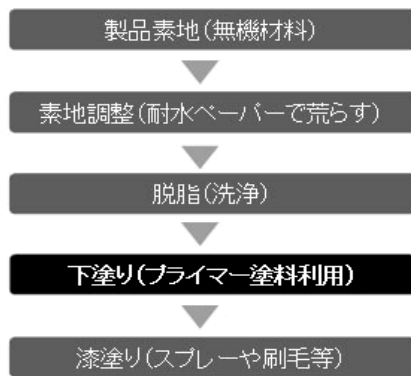 製品素地(無機材料)
素地調整(耐水ペーパーで荒らす)
脱脂(洗浄)
下塗り(プライマー塗料利用)
漆塗り(スプレーや刷毛等)